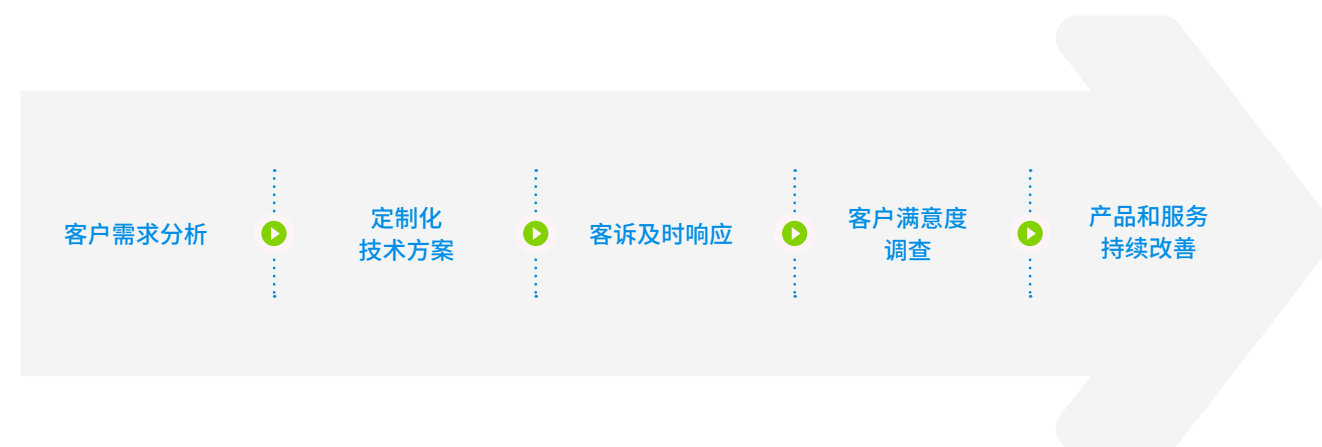 客户需求分析
定制化
技术方案
客诉及时响应
客户满意度
调查
产品和服务
持续改善